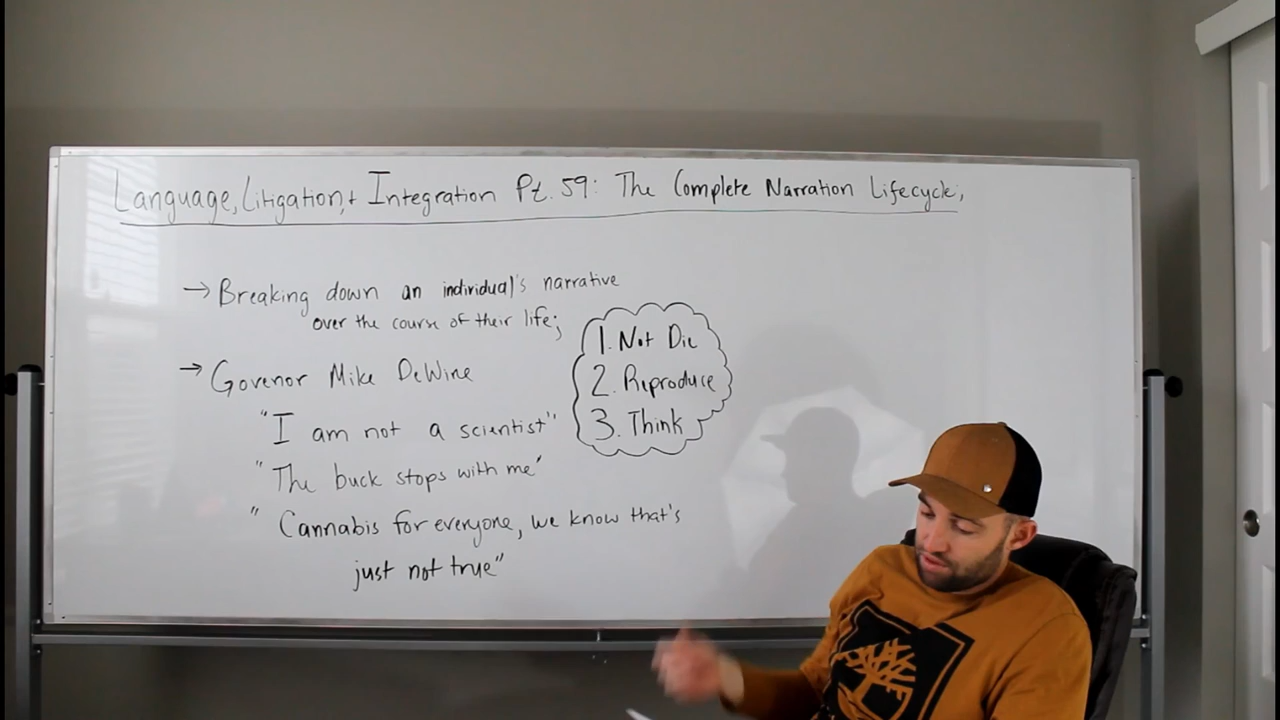 Language, Litigation, + Integration Pt. 59: The Complete Narration Lifecycle;
→ Breaking down an individual's narrative
over the course of their life;
1. Not Die
2. Reproduce
3. Think
→ Govenor Mike DeWine
"I am not a scientist"
"The buck stops with me"
"Cannabis for everyone, we know that's
just not true"